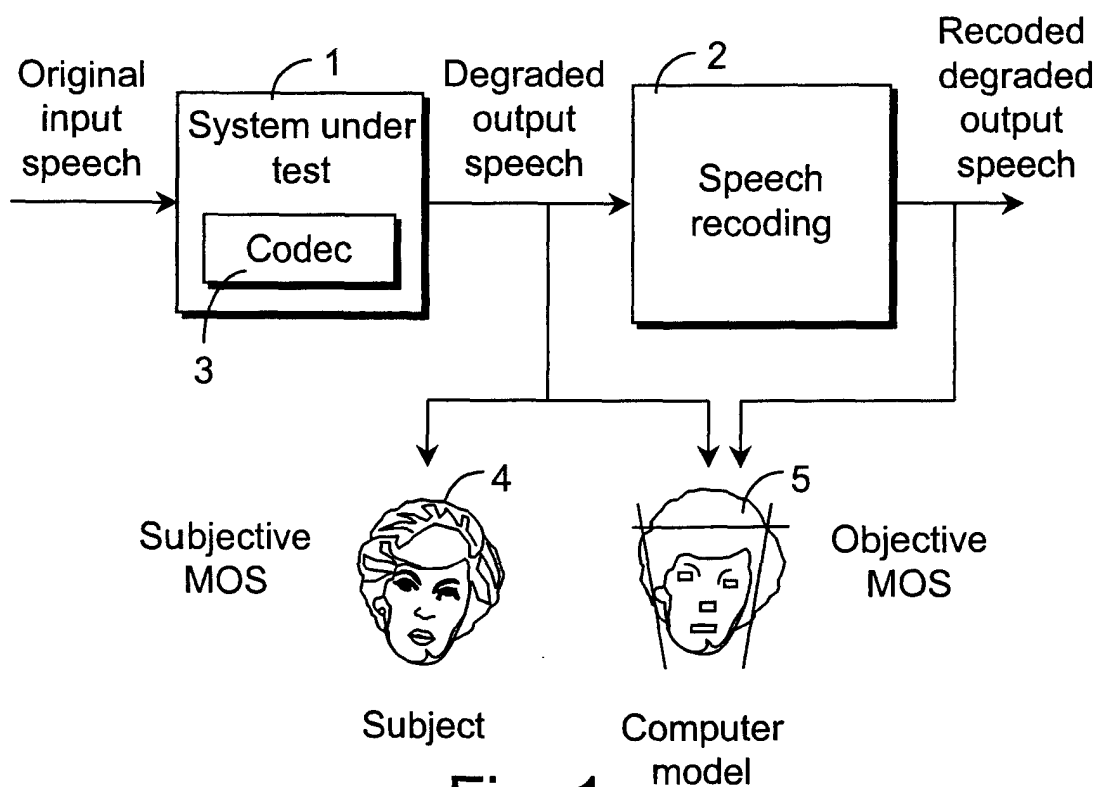 Original
input
speech
1
System under
test
Codec
3
Degraded
output
speech
2
Speech
recoding
Recoded
degraded
output
speech
4
Subjective
MOS
Subject
5
Objective
MOS
Computer
model